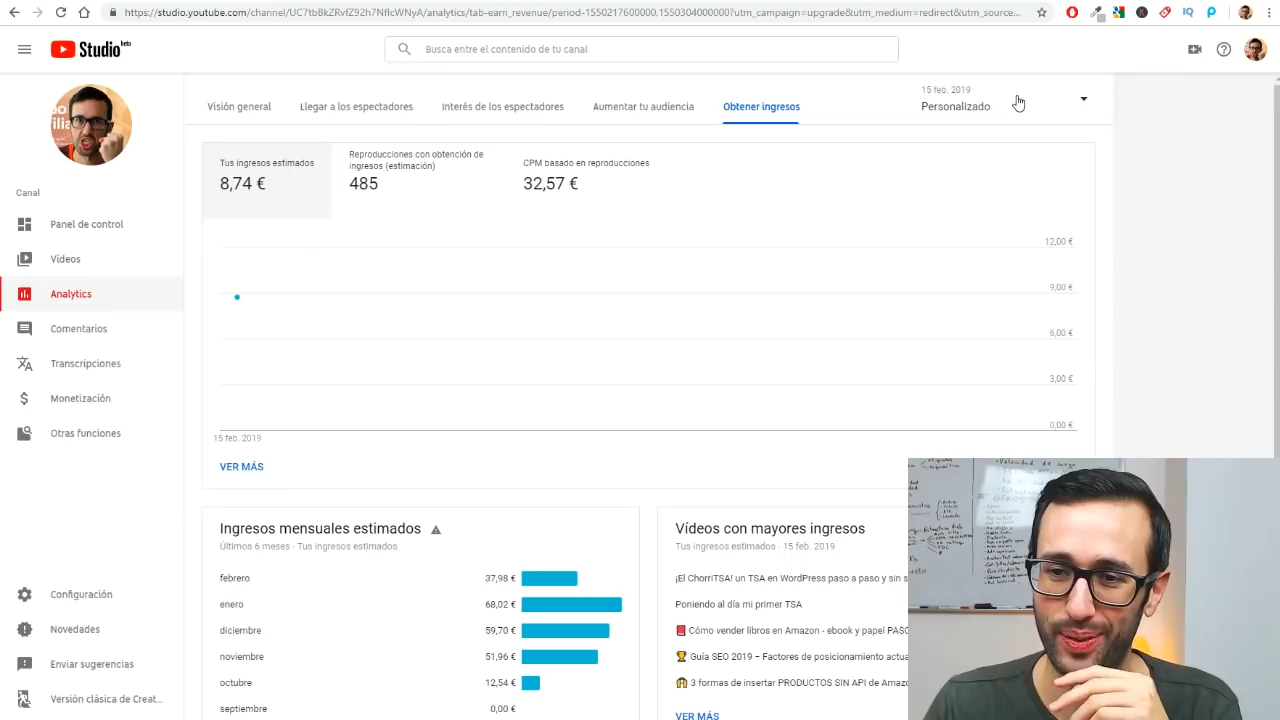 https://studio.youtube.com/channel/UC7tbBkZRvfZ92h7NfIcWNyA/analytics/tab-earn_revenue/period-1550217600000,1550304000000?utm_campaign=upgrade&utm_medium=redirect&utm_source...
Studio beta
Busca entre el contenido de tu canal
Visión general
Llegar a los espectadores
Interés de los espectadores
Aumentar tu audiencia
Obtener ingresos
15 feb. 2019
Personalizado
Canal
Panel de control
Vídeos
Analytics
Comentarios
Transcripciones
Monetización
Otras funciones
Configuración
Novedades
Enviar sugerencias
Versión clásica de Creat...
Tus ingresos estimados
8,74 €
Reproducciones con obtención de
ingresos (estimación)
485
CPM basado en reproducciones
32,57 €
12,00 €
9,00 €
6,00 €
3,00 €
0,00 €
15 feb. 2019
VER MÁS
Ingresos mensuales estimados
Últimos 6 meses - Tus ingresos estimados
febrero 37,98 €
enero 68,02 €
diciembre 59,70 €
noviembre 51,96 €
octubre 12,54 €
septiembre 0,00 €
Vídeos con mayores ingresos
Tus ingresos estimados · 15 feb. 2019
¡El ChorriTSA! un TSA en WordPress paso a paso y sin s
Poniendo al día mi primer TSA
Cómo vender libros en Amazon - ebook y papel PASO
Guía SEO 2019 – Factores de posicionamiento actua
3 formas de insertar PRODUCTOS SIN API de Amazo
VER MÁS
Velocidad de carga